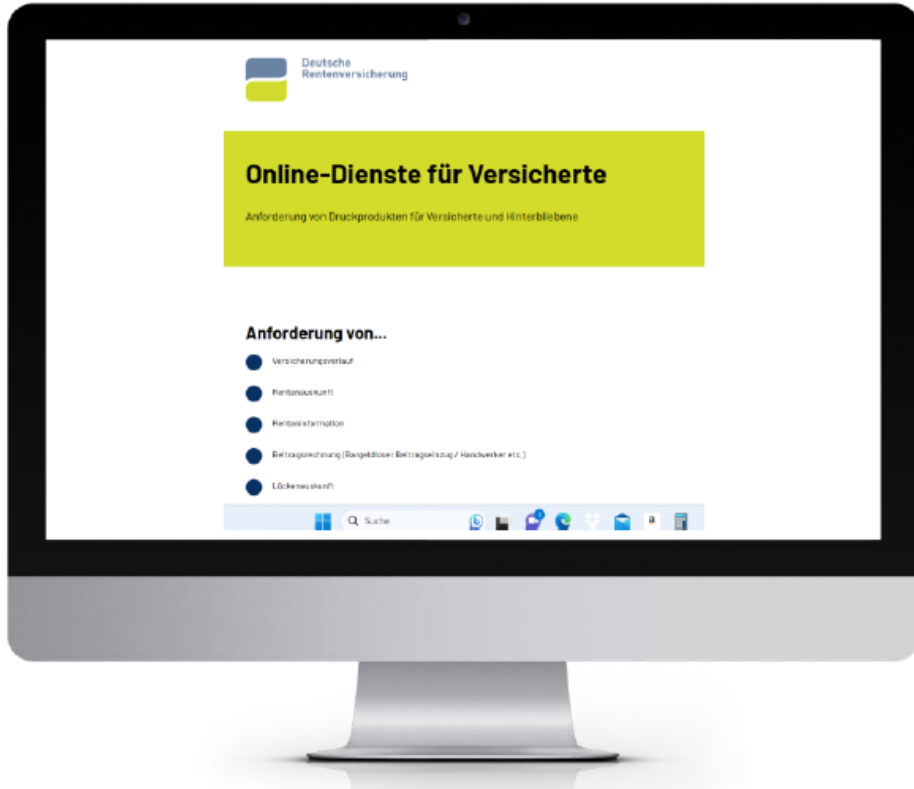 Deutsche
Rentenversicherung
Online-Dienste für Versicherte
Anforderung von Druckprodukten für Versicherte und Hinterbliebene
Anforderung von...
Versicherungsverlauf
Rentenauskunft
Renteninformation
Beitragsrechnung (Bargeldloser Beitragseinzug / Handwerker etc.)
Lückenauskunft
Suche